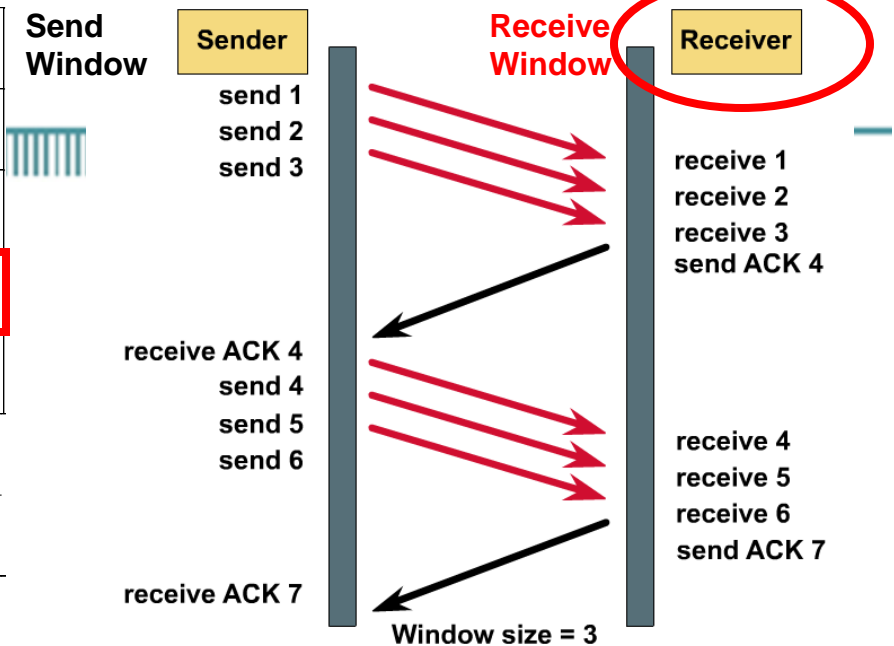 Send
Window
Sender
Receive
Window
Receiver
send 1
send 2
send 3
receive 1
receive 2
receive 3
send ACK 4
receive ACK 4
send 4
send 5
send 6
receive 4
receive 5
receive 6
send ACK 7
receive ACK 7
Window size = 3